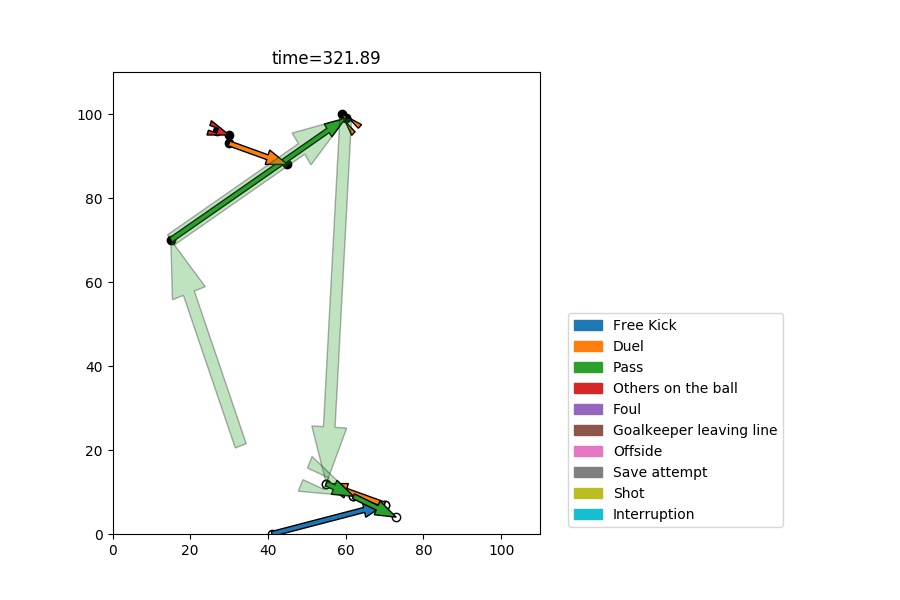 time=321.89
100
80
60
40
20
0
0 20 40 60 80 100
Free Kick
Duel
Pass
Others on the ball
Foul
Goalkeeper leaving line
Offside
Save attempt
Shot
Interruption